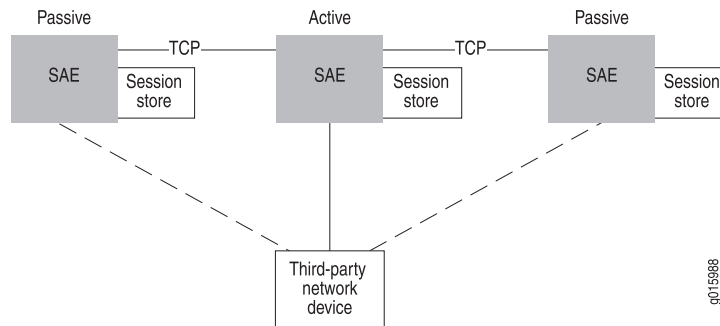 Passive
Active
Passive
TCP
TCP
SAE
Session
store
SAE
Session
store
SAE
Session
store
Third-party
network
device
g015988